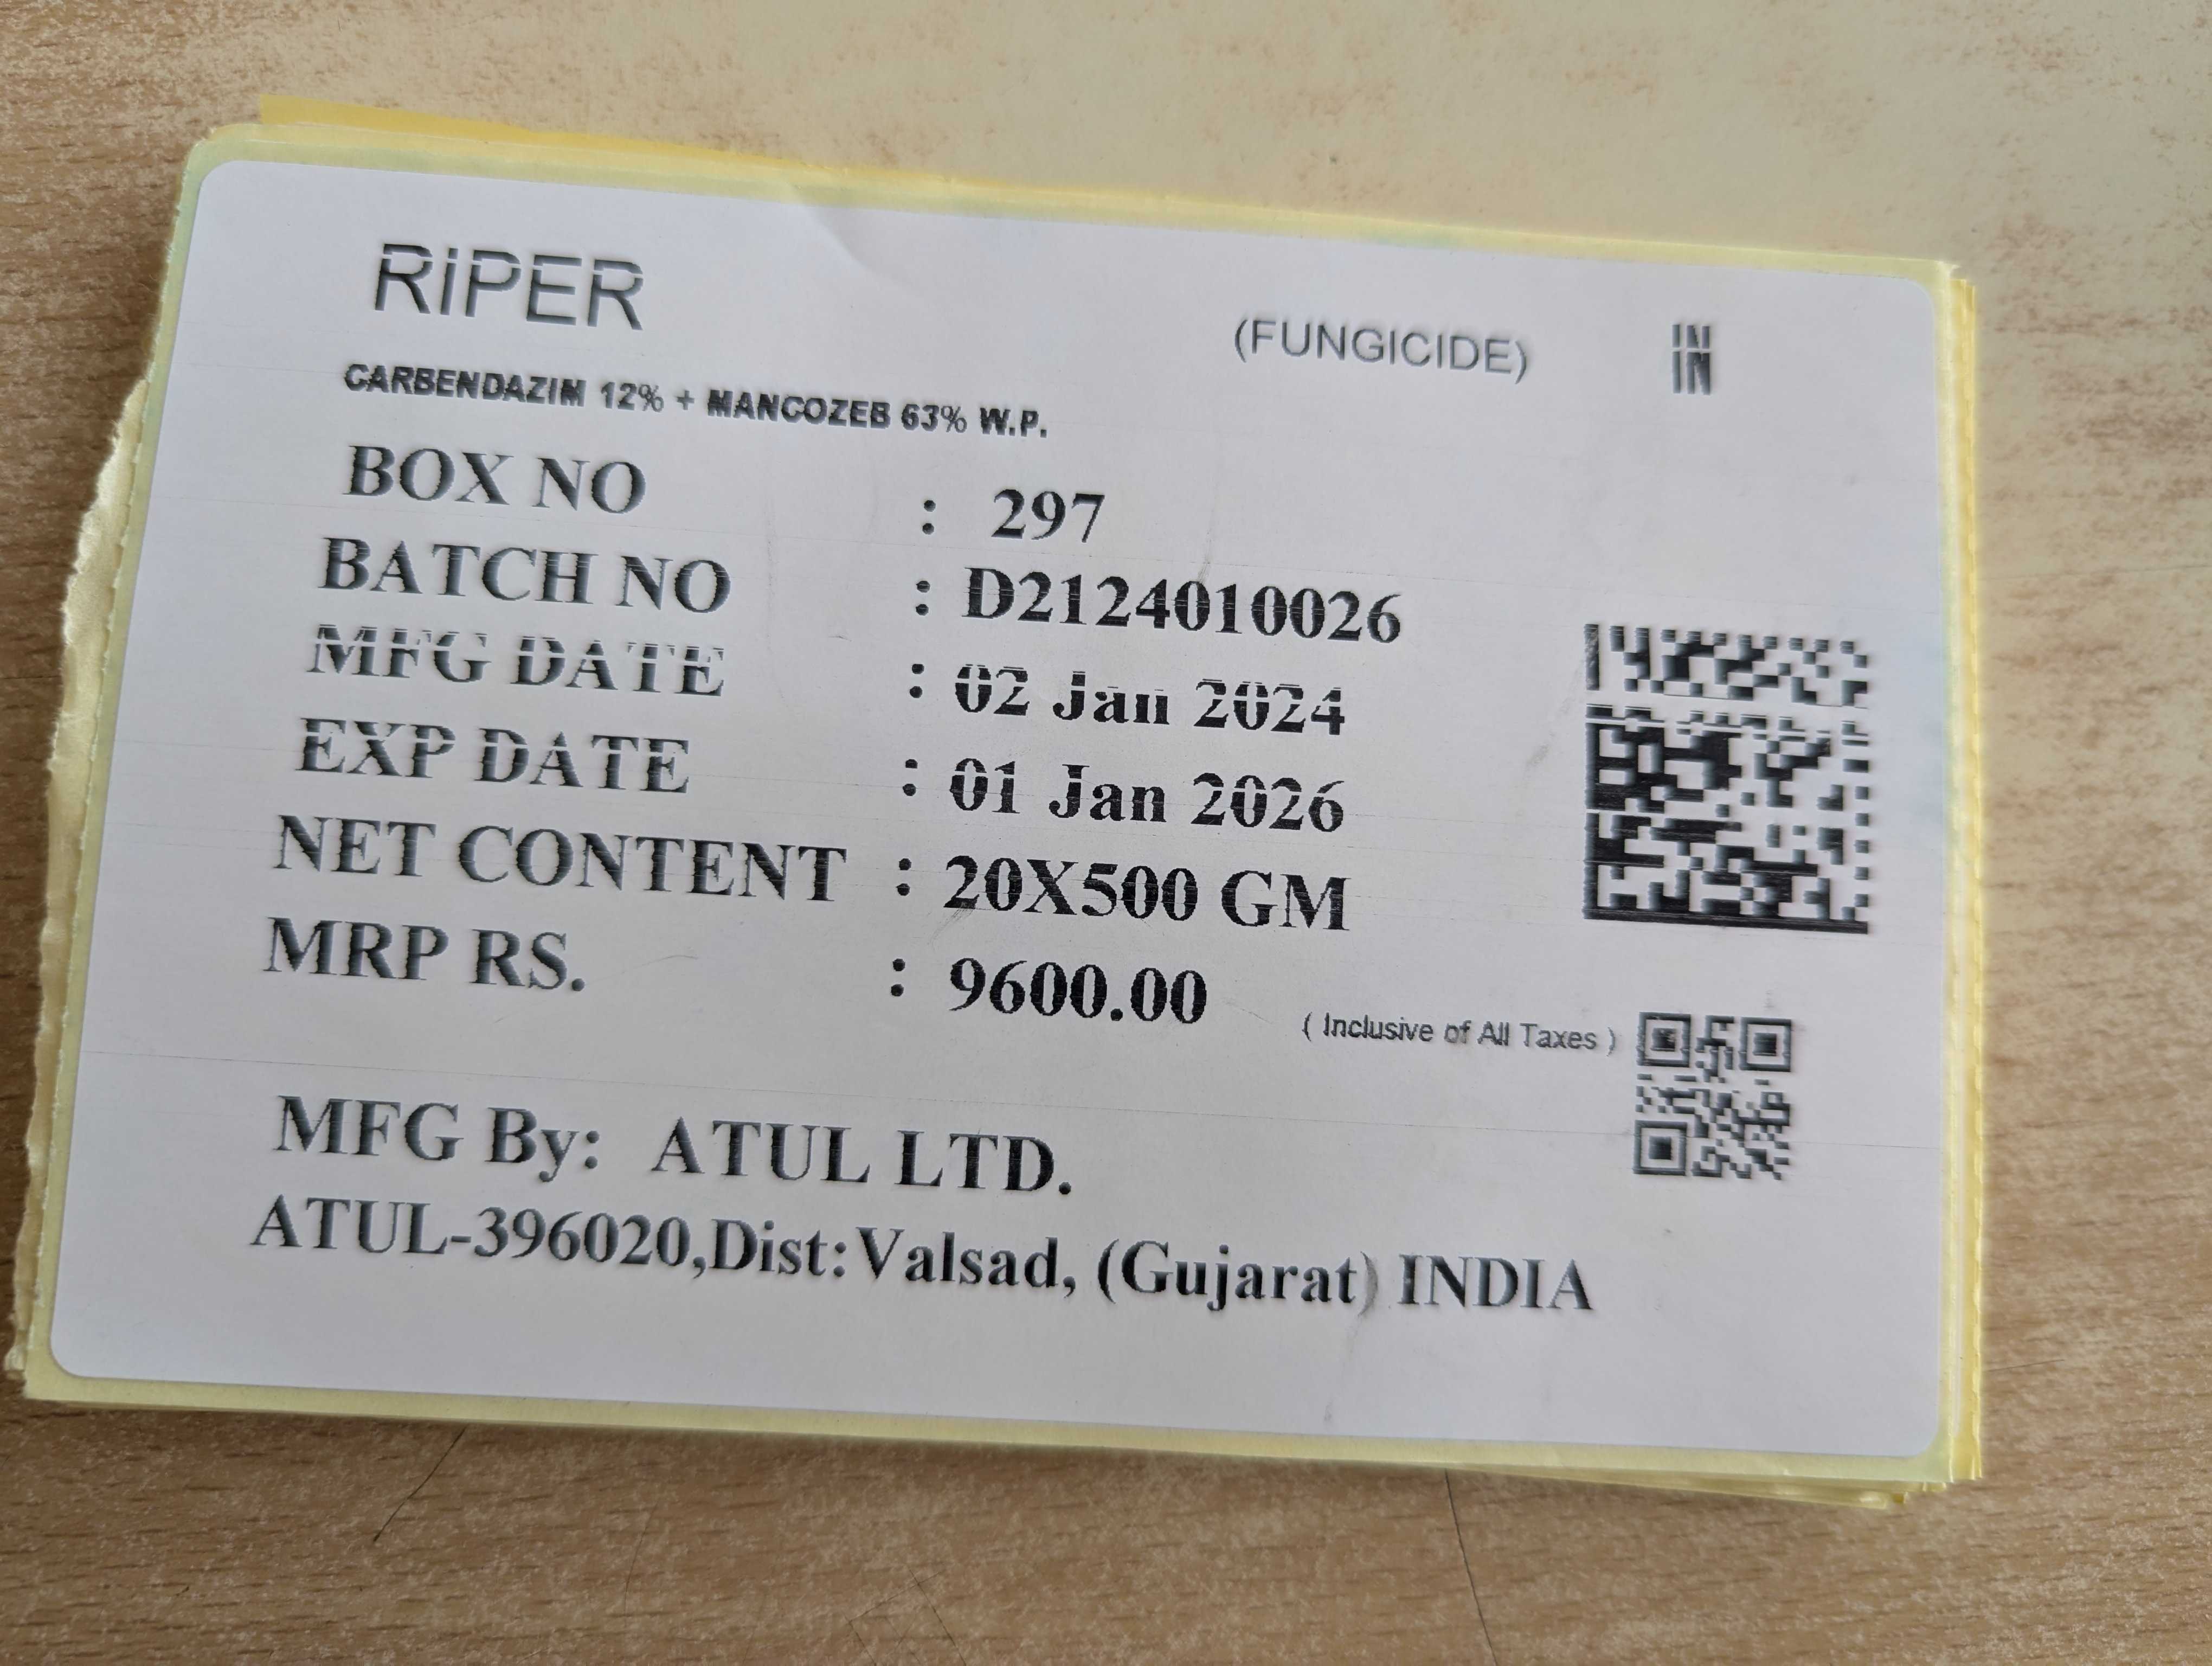 RiPER
(FUNGICIDE) IN
CARBENDAZIM 12% + MANCOZEB 63% W.P.
BOX NO : 297
BATCH NO : D2124010026
MFG DATE : 02 Jan 2024
EXP DATE : 01 Jan 2026
NET CONTENT : 20X500 GM
MRP RS. : 9600.00 ( Inclusive of All Taxes )
MFG By: ATUL LTD.
ATUL-396020,Dist:Valsad, (Gujarat) INDIA